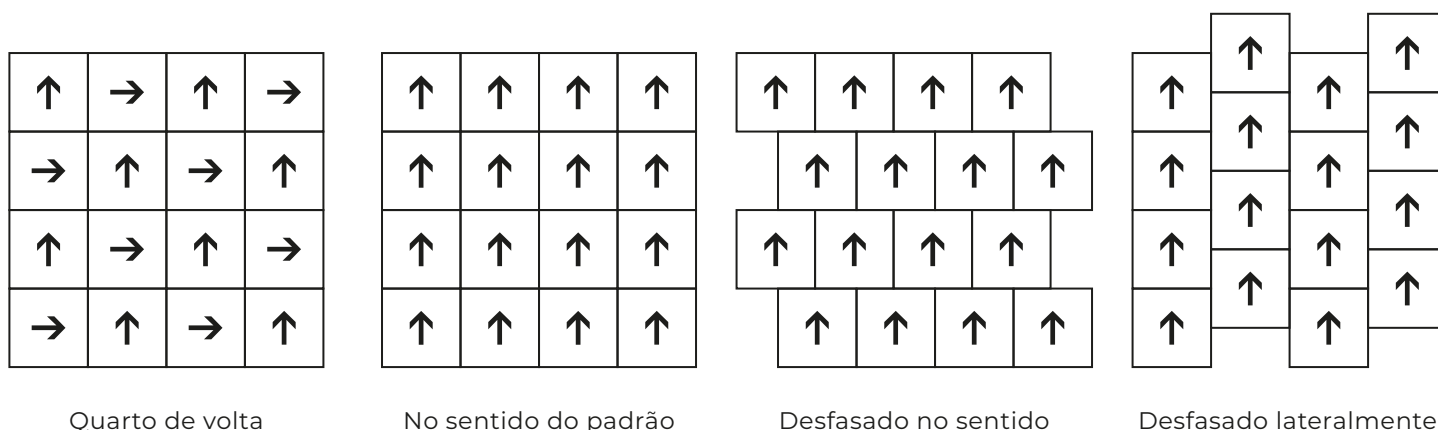 Quarto de volta
No sentido do padrão
Desfasado no sentido
Desfasado lateralmente